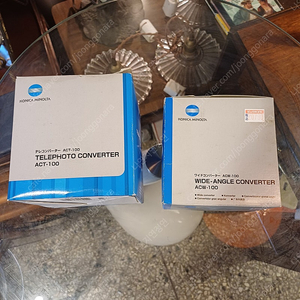 KONICA MINOLTA
テレコンバーター ACT-100
TELEPHOTO CONVERTER
ACT-100
KONICA MINOLTA
ワイドコンバーター ACW-100
WIDE-ANGLE CONVERTER
ACW-100